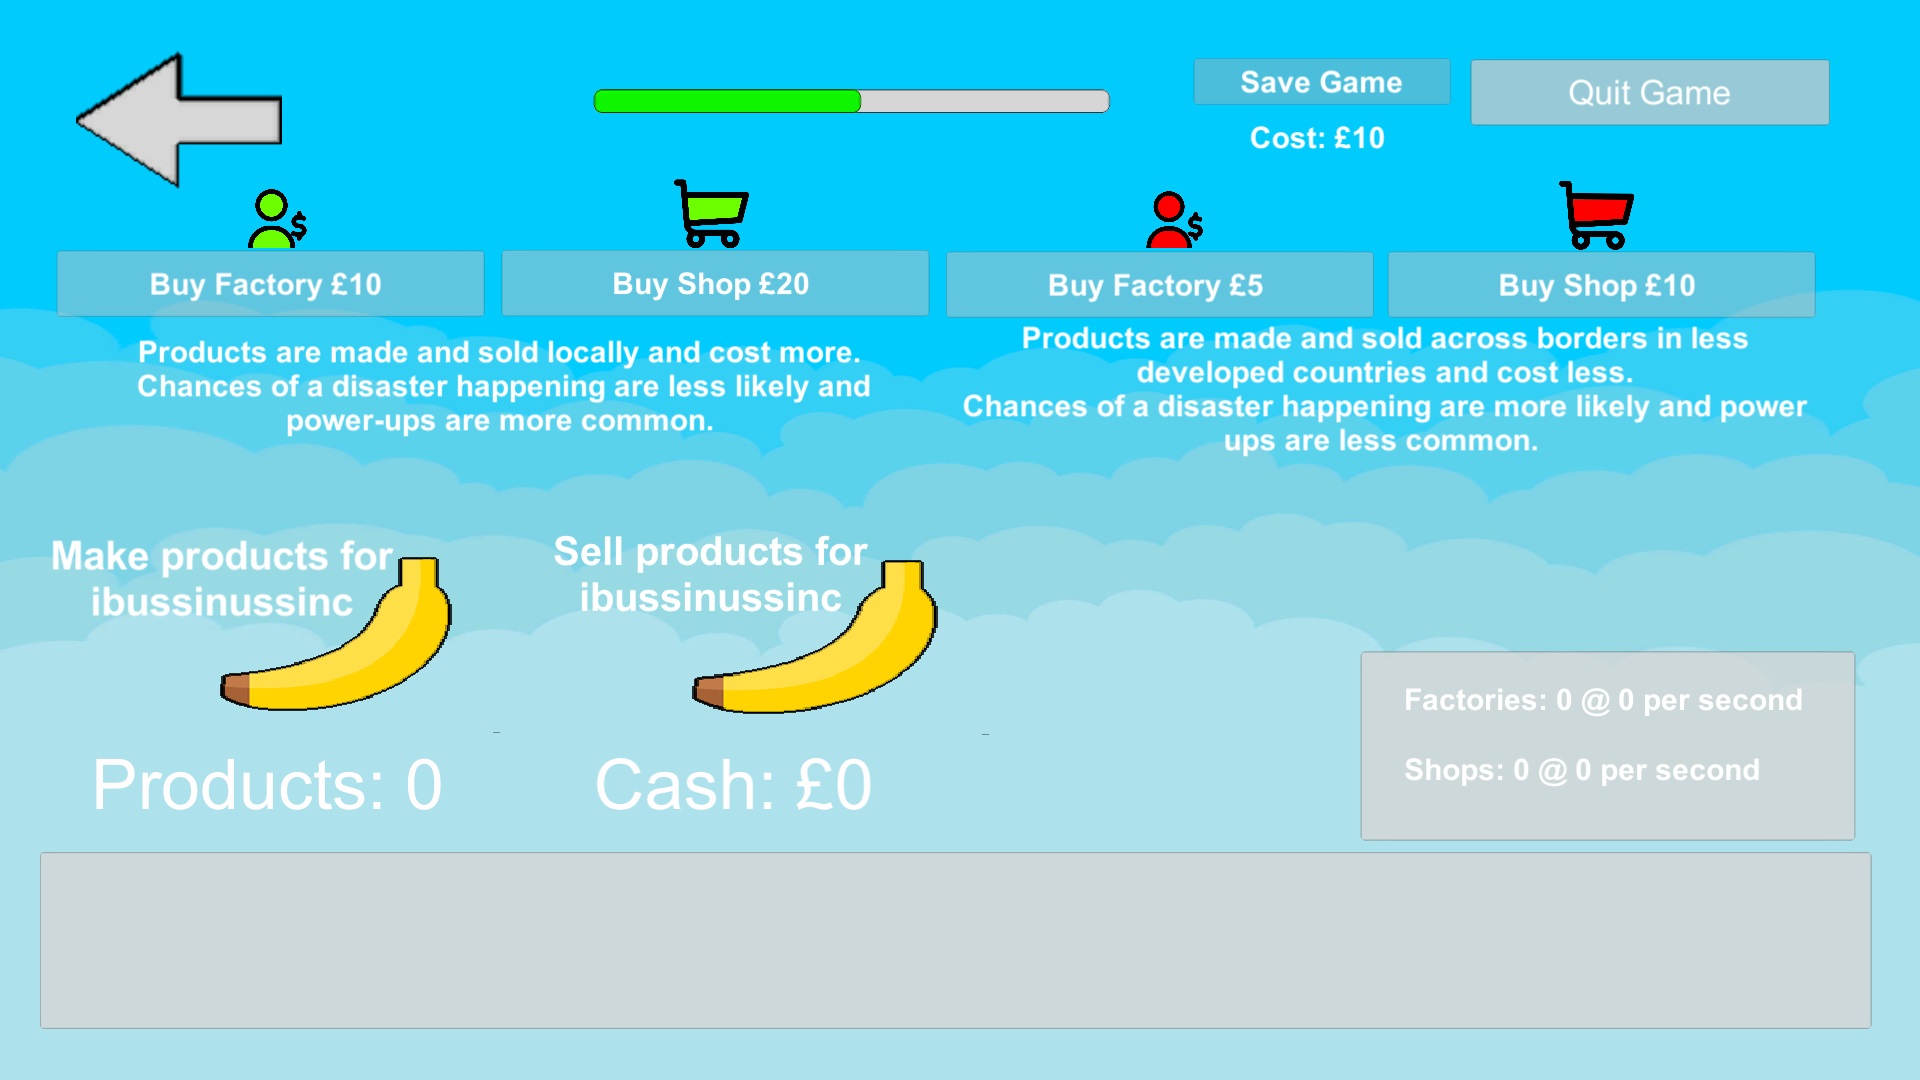 Save Game
Quit Game
Cost: £10
$
$
Buy Factory £10
Buy Shop £20
Buy Factory £5
Buy Shop £10
Products are made and sold locally and cost more.
Chances of a disaster happening are less likely and
power-ups are more common.
Products are made and sold across borders in less
developed countries and cost less.
Chances of a disaster happening are more likely and power
ups are less common.
Make products for
ibussinussinc
Sell products for
ibussinussinc
Factories: 0 @ 0 per second
Shops: 0 @ 0 per second
Products: 0
Cash: £0